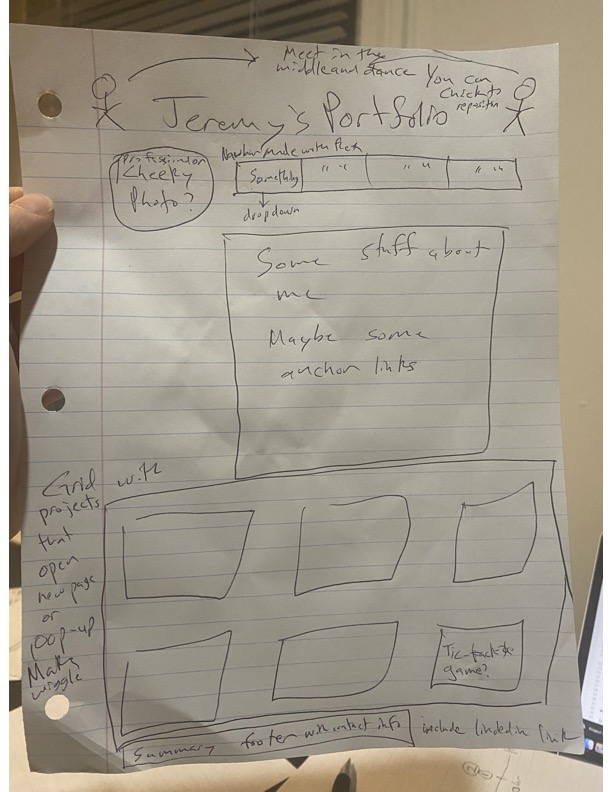 Meet in the
middle and dance
You can
click to
reposition
Jeremy's Portfolio
Navbar made with flex
Something
" "
" "
" "
dropdown
professional or
Cheeky
Photo?
Some stuff about
me
Maybe some
anchor links
Grid with
projects
that
open
new page
or
pop-up
Make
wiggle
Tic-tack-toe
game?
Summary footer with contact info
include linkedin link